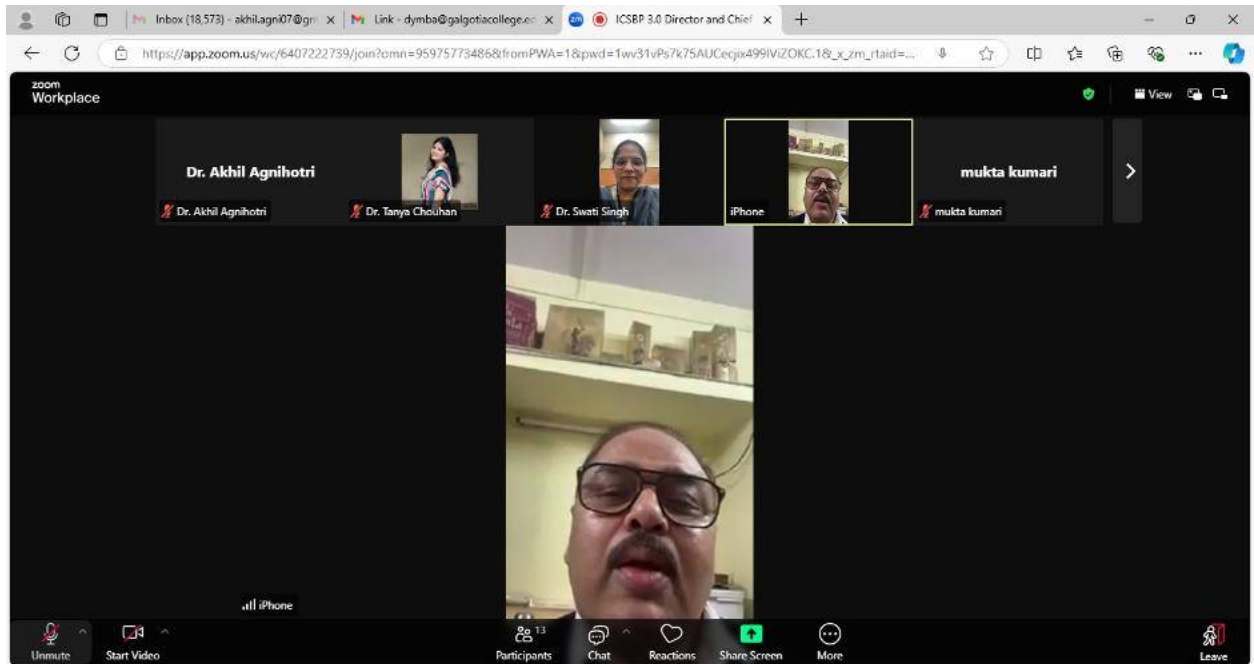 Inbox (18,573) - akhil.agni07@gm
Link - dymba@galgotiacollege.ec
zm
ICSBP 3.0 Director and Chief
https://app.zoom.us/wc/6407222739/join?omn=95975773486&fromPWA=1&pwd=1wv31vPs7k75AUCecjix499IViZOKC.1&_x_zm_rtaid=...
zoom
Workplace
View
Dr. Akhil Agnihotri
mukta kumari
Dr. Akhil Agnihotri
Dr. Tanya Chouhan
Dr. Swati Singh
iPhone
mukta kumari
iPhone
13
Unmute
Start Video
Participants
Chat
Reactions
Share Screen
More
Leave